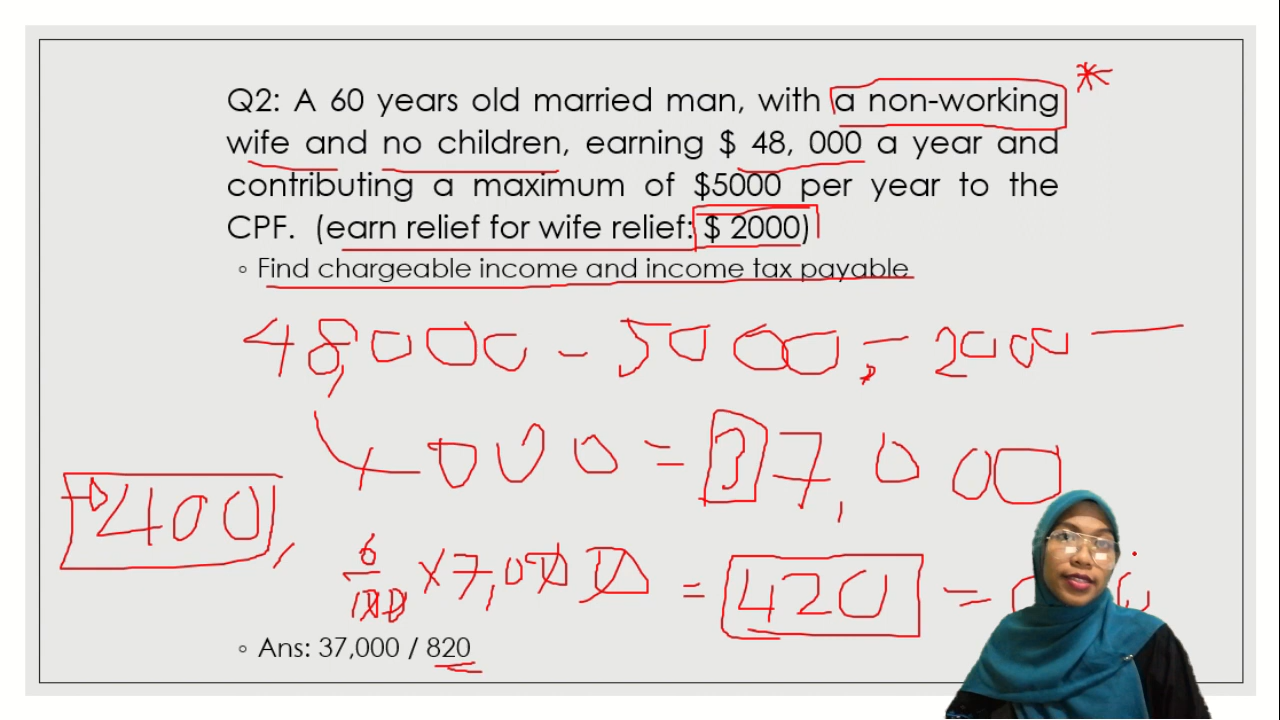 Q2: A 60 years old married man, with a non-working
wife and no children, earning $ 48, 000 a year and
contributing a maximum of $5000 per year to the
CPF. (earn relief for wife relief: $ 2000)
◦ Find chargeable income and income tax payable
48,000 - 5000 - 2000 -
4000 = 37,000
400
6/100 × 7,000 = 420 =
◦ Ans: 37,000 / 820